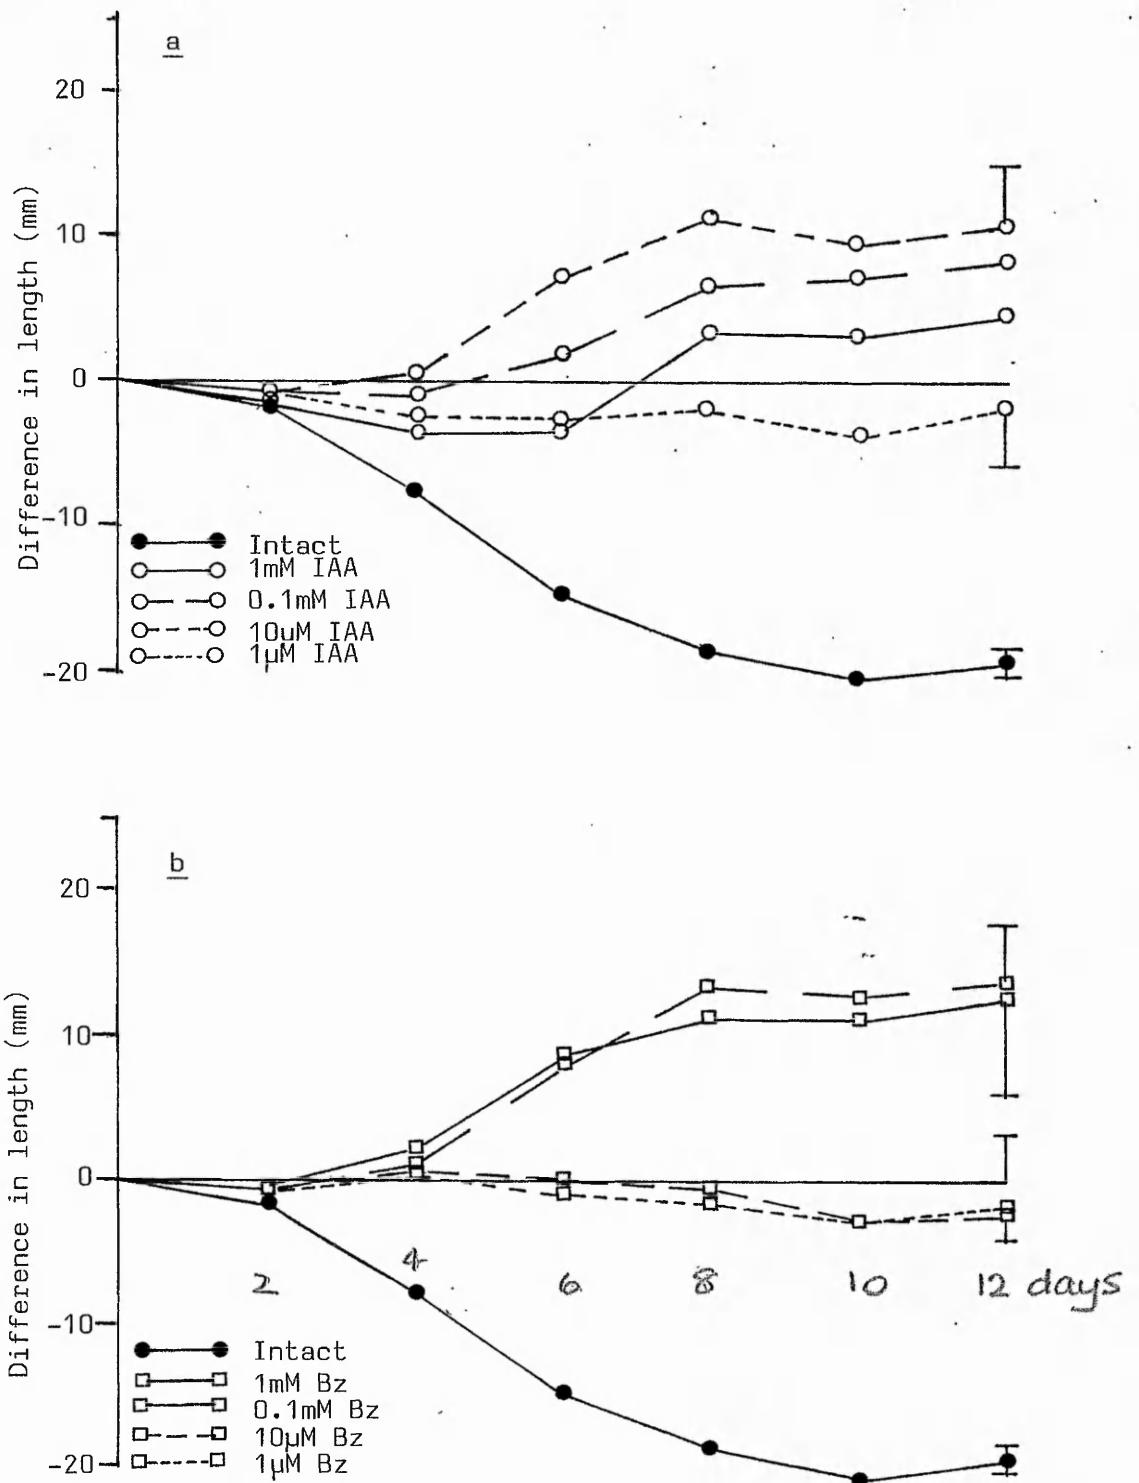 a
20
10
0
-10
-20
Difference in length (mm)
Intact
1mM IAA
0.1mM IAA
10uM IAA
1µM IAA
b
20
10
0
-10
-20
Difference in length (mm)
2 4 6 8 10 12 days
Intact
1mM Bz
0.1mM Bz
10µM Bz
1µM Bz